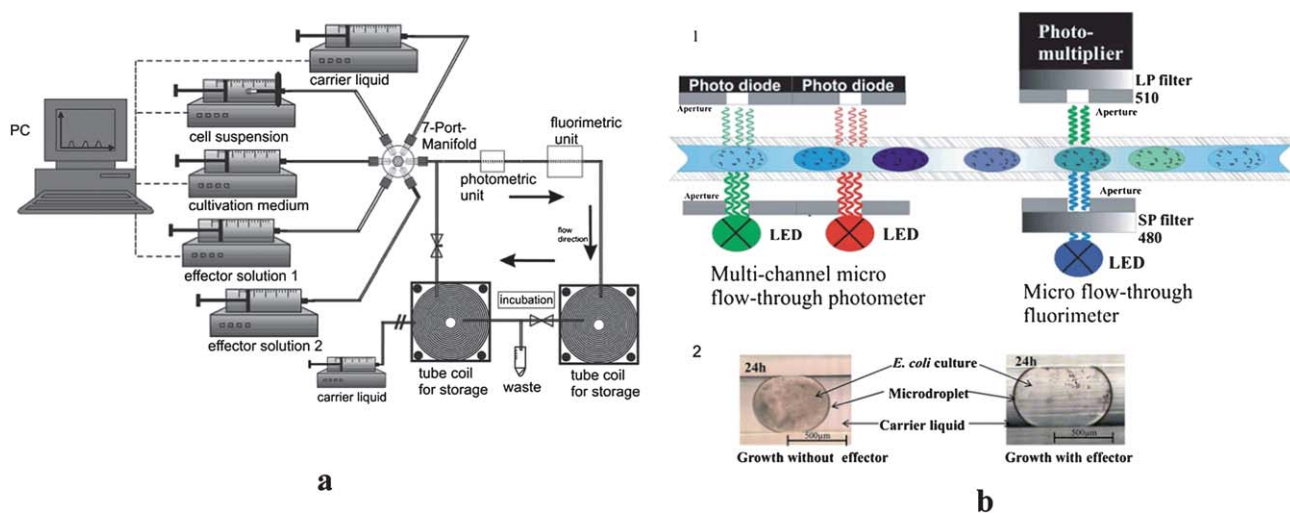 carrier liquid
PC
cell suspension
7-Port-
Manifold
fluorimetric
unit
photometric
unit
cultivation medium
flow
direction
effector solution 1
incubation
effector solution 2
carrier
liquid
tube coil
for storage
waste
tube coil
for storage
a
1
Photo-
multiplier
Photo diode
Photo diode
LP filter
510
Aperture
Aperture
Aperture
Aperture
SP filter
480
LED
LED
LED
Multi-channel micro
flow-through photometer
Micro flow-through
fluorimeter
2
24h
24h
E. coli culture
Microdroplet
Carrier liquid
500µm
500µm
Growth without effector
Growth with effector
b